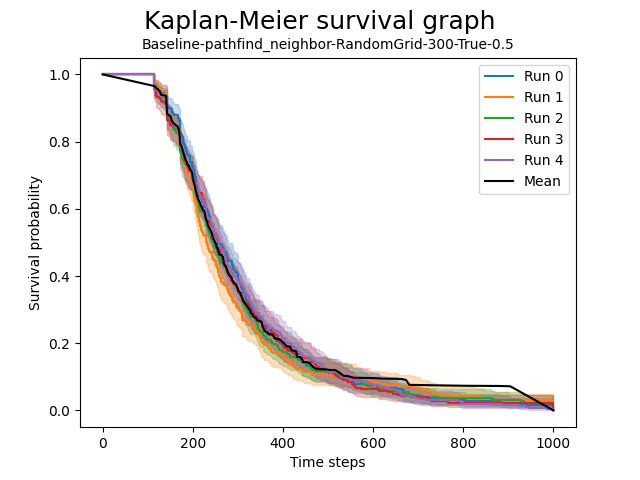 Kaplan-Meier survival graph
Baseline-pathfind_neighbor-RandomGrid-300-True-0.5
Survival probability
1.0
0.8
0.6
0.4
0.2
0.0
Run 0
Run 1
Run 2
Run 3
Run 4
Mean
0 200 400 600 800 1000
Time steps